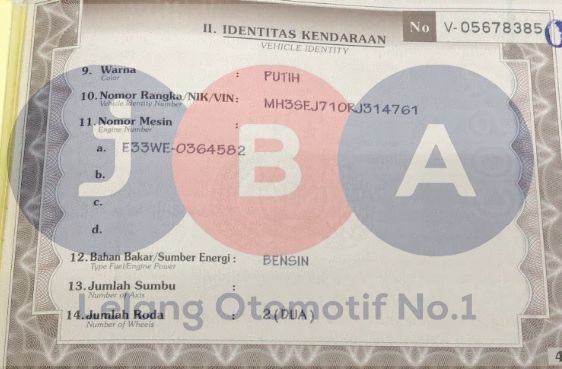 II. IDENTITAS KENDARAAN
VEHICLE IDENTITY
No V-05678385
9. Warna : PUTIH
Color
10. Nomor Rangka/NIK/VIN: MH3SEJ710RJ314761
Vehicle Identity Number
11. Nomor Mesin :
Engine Number
a. E33WE-0364582
b.
c.
d.
J B A
12. Bahan Bakar/Sumber Energi : BENSIN
Type Fuel/Engine Power
13. Jumlah Sumbu :
Number of Axis
Lelang Otomotif No.1
14. Jumlah Roda : 2 (DUA)
Number of Wheels
4